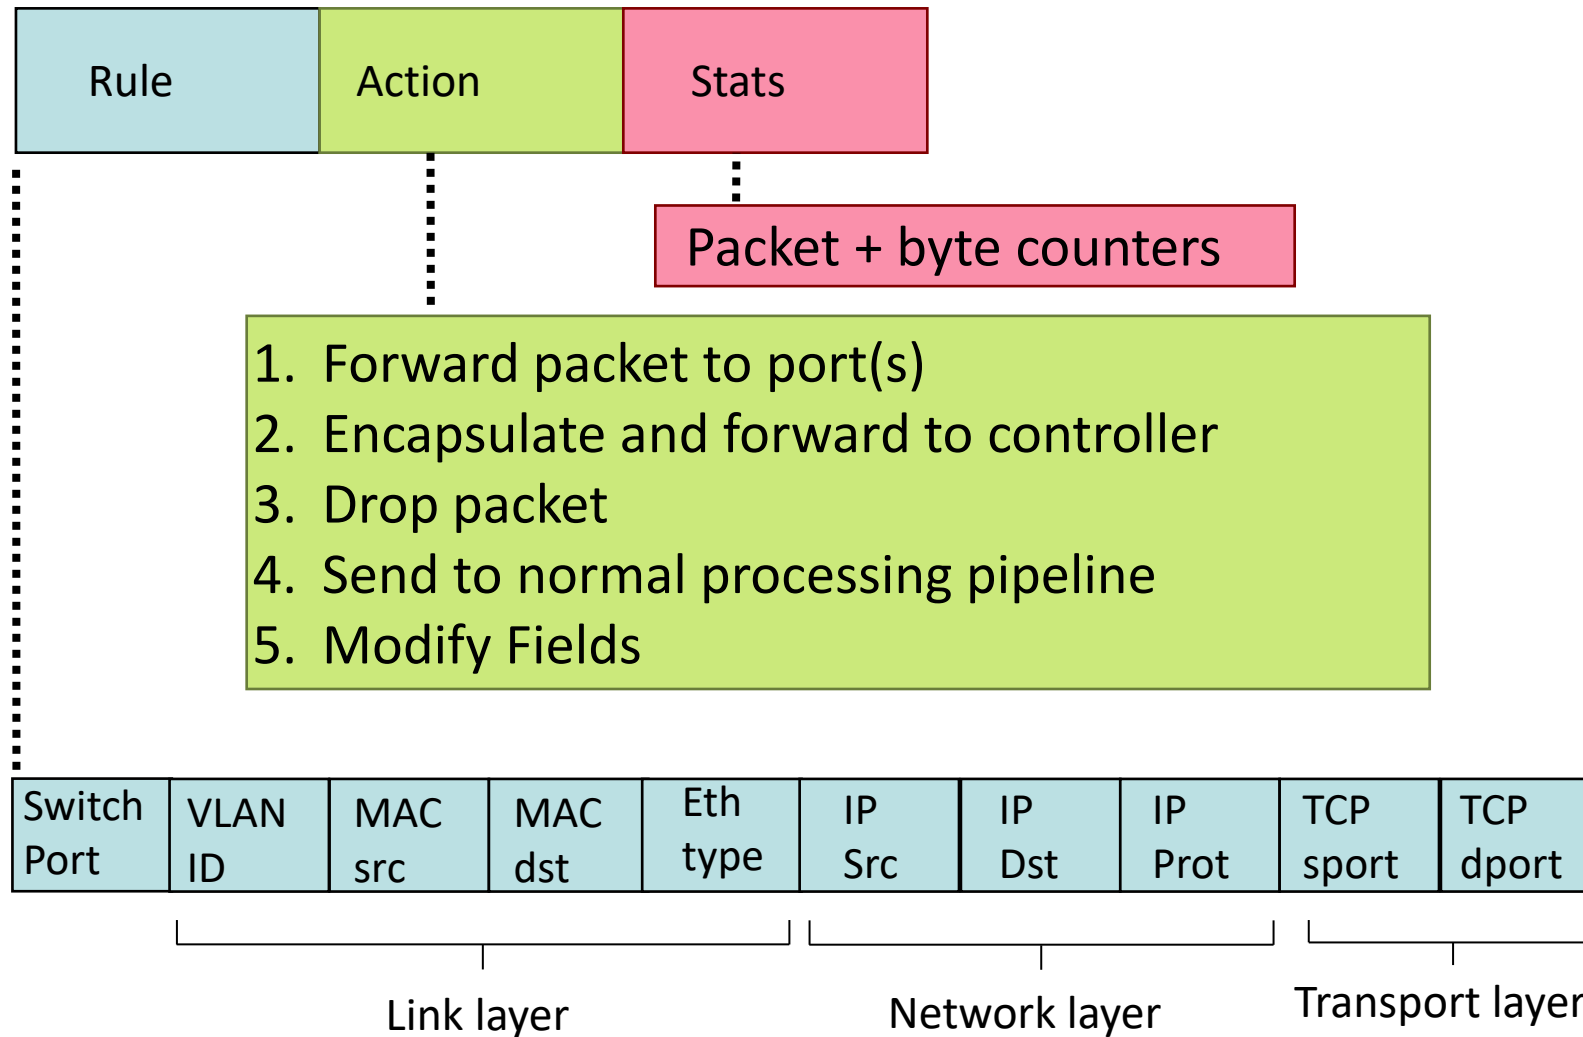 Rule Action Stats
Packet + byte counters
1. Forward packet to port(s)
2. Encapsulate and forward to controller
3. Drop packet
4. Send to normal processing pipeline
5. Modify Fields
Switch Port
VLAN ID
MAC src
MAC dst
Eth type
IP Src
IP Dst
IP Prot
TCP sport
TCP dport
Link layer
Network layer
Transport layer